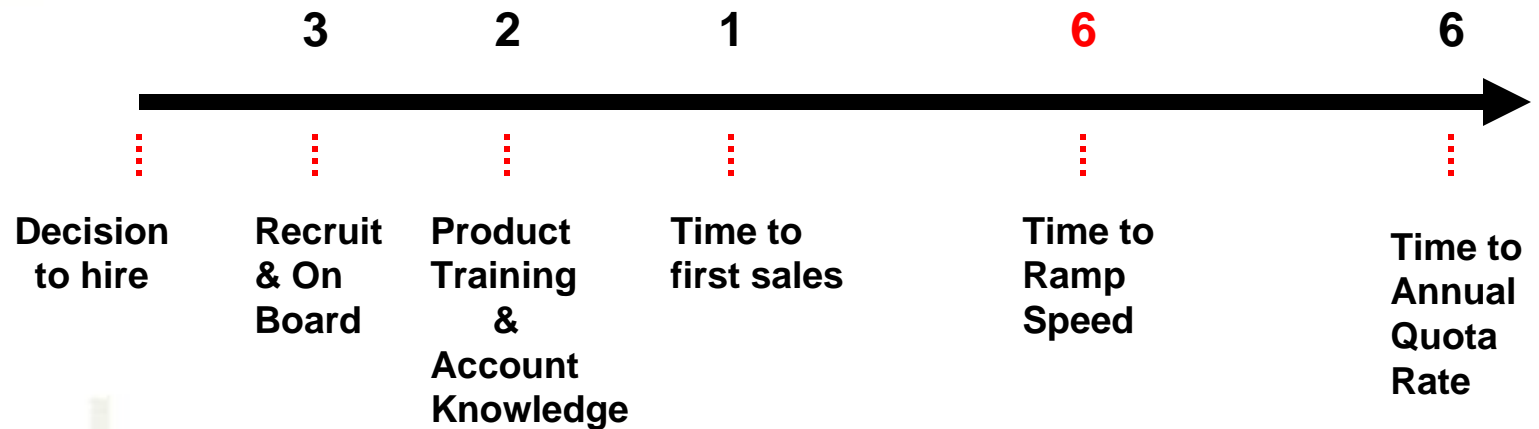 3 2 1 6 6
Decision
to hire
Recruit
& On
Board
Product
Training
&
Account
Knowledge
Time to
first sales
Time to
Ramp
Speed
Time to
Annual
Quota
Rate